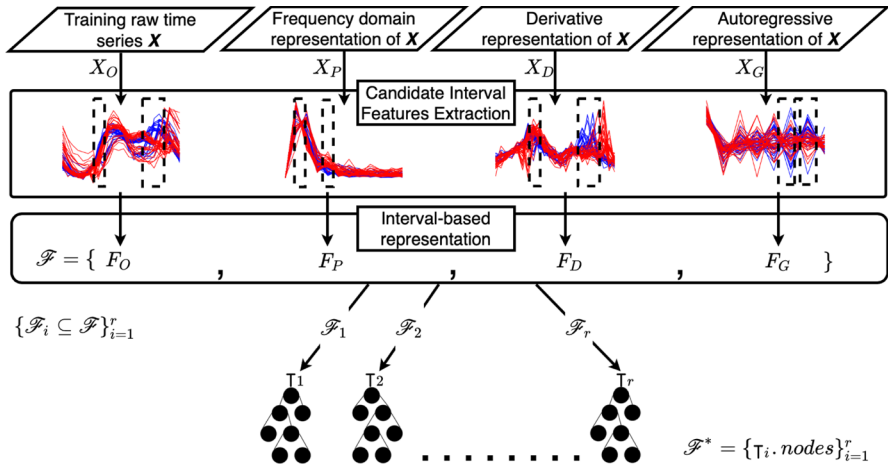 Training raw time
series X
Frequency domain
representation of X
Derivative
representation of X
Autoregressive
representation of X
X_O
X_P
X_D
X_G
Candidate Interval
Features Extraction
Interval-based
representation
ℱ = { F_O , F_P , F_D , F_G }
{ℱ_i ⊆ ℱ}_{i=1}^r
ℱ_1
ℱ_2
ℱ_r
T_1
T_2
T_r
. . . . . . . . .
ℱ* = {T_i. nodes}_{i=1}^r